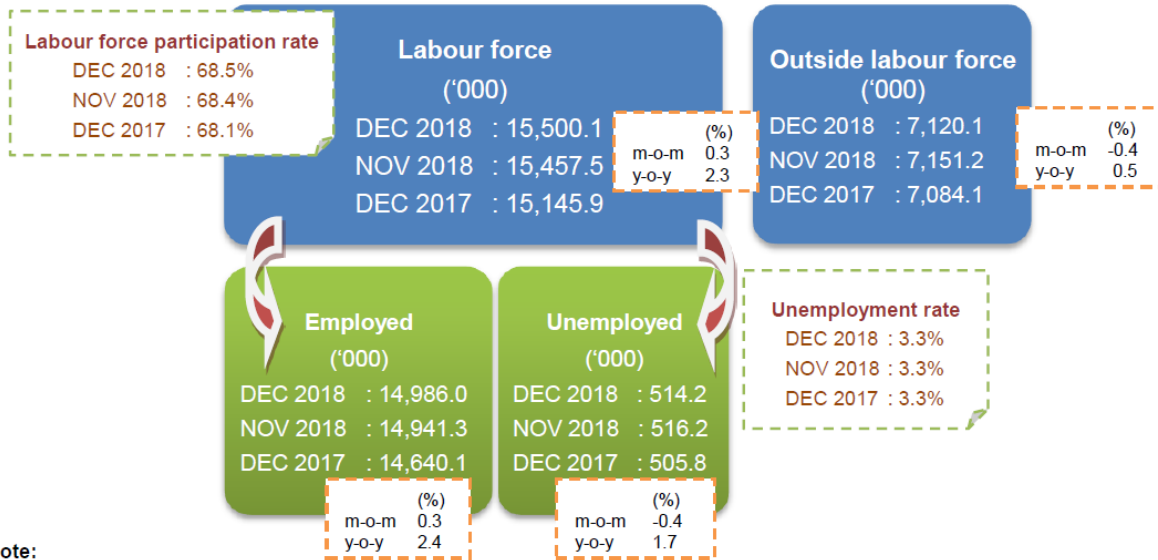 Labour force participation rate
DEC 2018 : 68.5%
NOV 2018 : 68.4%
DEC 2017 : 68.1%
Labour force
('000)
DEC 2018 : 15,500.1
NOV 2018 : 15,457.5
DEC 2017 : 15,145.9
(%)
m-o-m 0.3
y-o-y 2.3
Outside labour force
('000)
DEC 2018 : 7,120.1
NOV 2018 : 7,151.2
DEC 2017 : 7,084.1
(%)
m-o-m -0.4
y-o-y 0.5
Employed
('000)
DEC 2018 : 14,986.0
NOV 2018 : 14,941.3
DEC 2017 : 14,640.1
(%)
m-o-m 0.3
y-o-y 2.4
Unemployed
('000)
DEC 2018 : 514.2
NOV 2018 : 516.2
DEC 2017 : 505.8
(%)
m-o-m -0.4
y-o-y 1.7
Unemployment rate
DEC 2018 : 3.3%
NOV 2018 : 3.3%
DEC 2017 : 3.3%
ote: